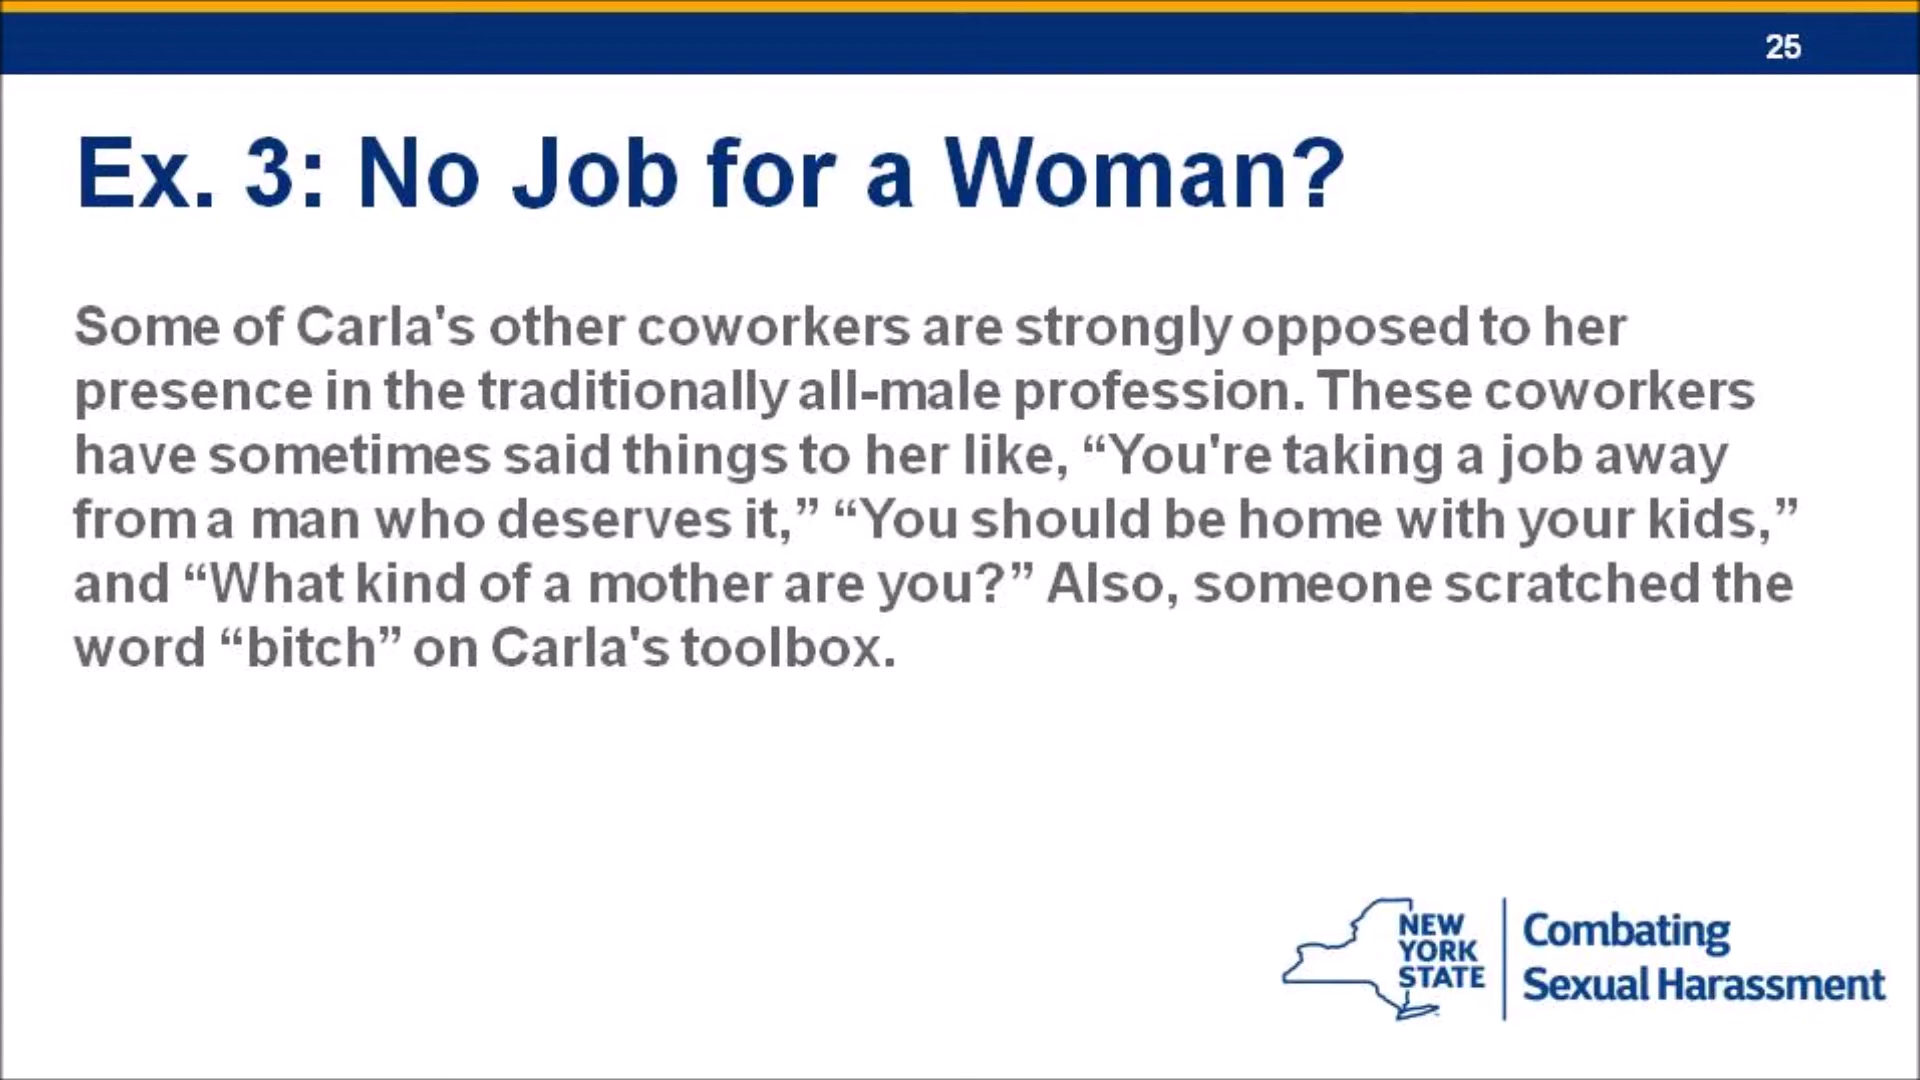 25
Ex. 3: No Job for a Woman?
Some of Carla's other coworkers are strongly opposed to her
presence in the traditionally all-male profession. These coworkers
have sometimes said things to her like, “You're taking a job away
from a man who deserves it,” “You should be home with your kids,”
and “What kind of a mother are you?” Also, someone scratched the
word “bitch” on Carla's toolbox.
NEW
YORK
STATE
Combating
Sexual Harassment